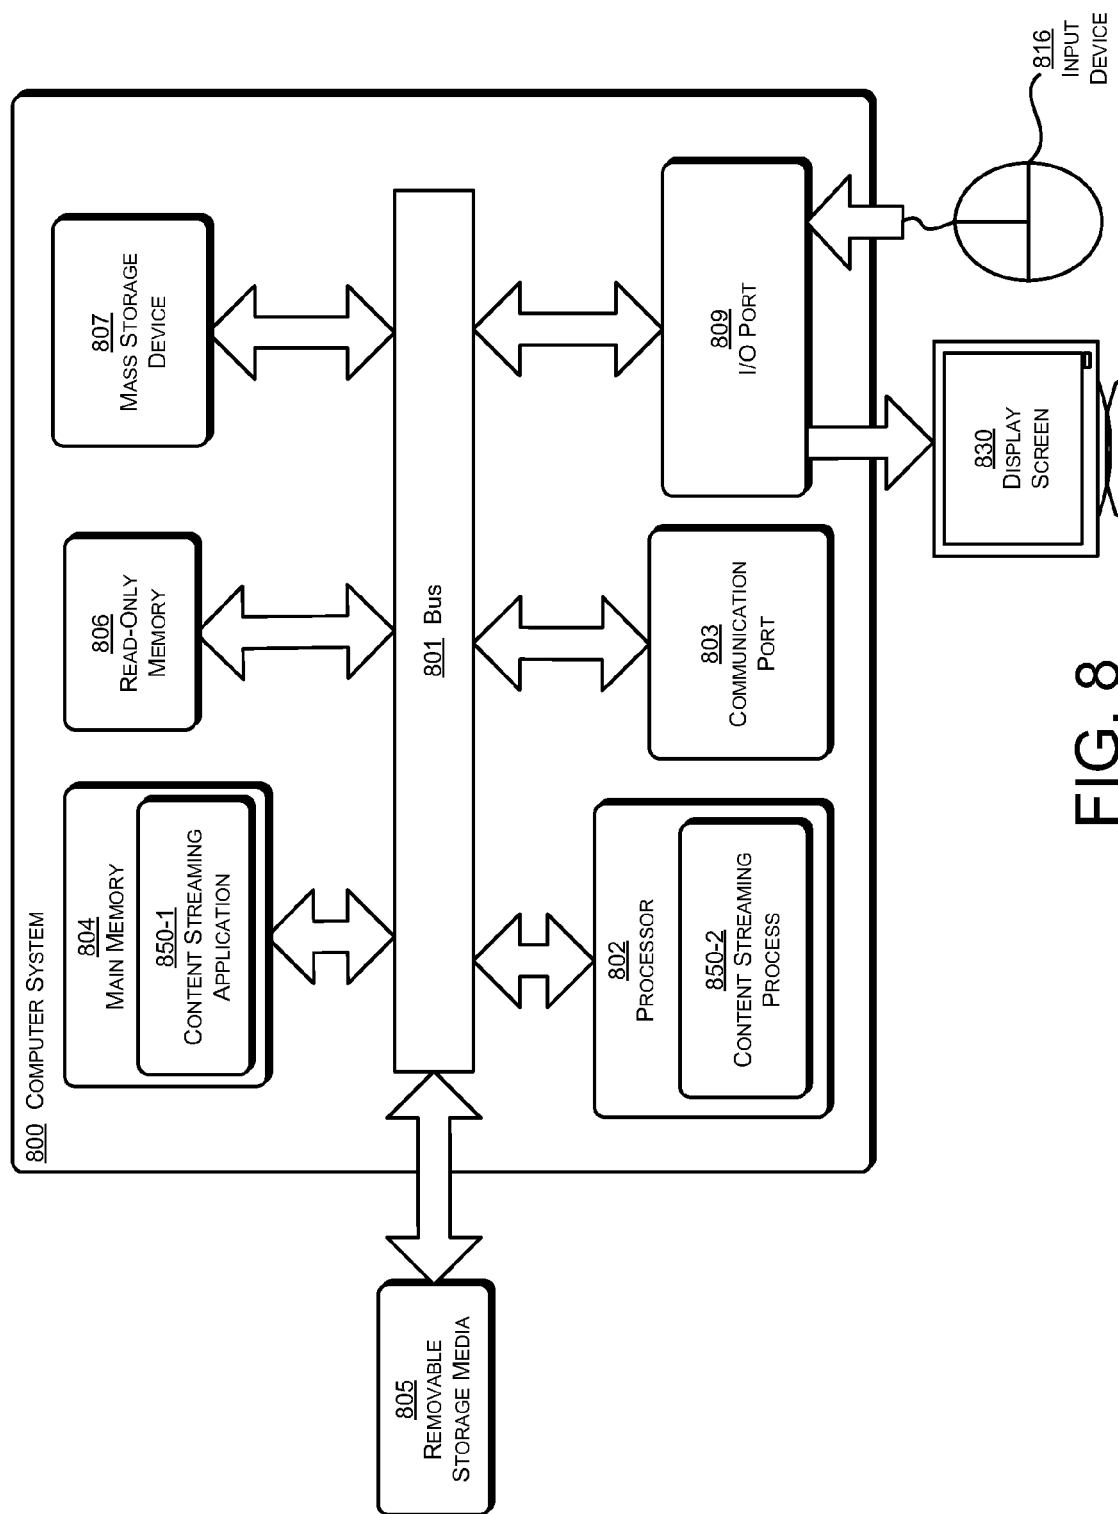 800 COMPUTER SYSTEM
804
MAIN MEMORY
850-1
CONTENT STREAMING
APPLICATION
806
READ-ONLY
MEMORY
807
MASS STORAGE
DEVICE
805
REMOVABLE
STORAGE MEDIA
801 BUS
802
PROCESSOR
850-2
CONTENT STREAMING
PROCESS
803
COMMUNICATION
PORT
809
I/O PORT
830
DISPLAY
SCREEN
816
INPUT
DEVICE
FIG. 8